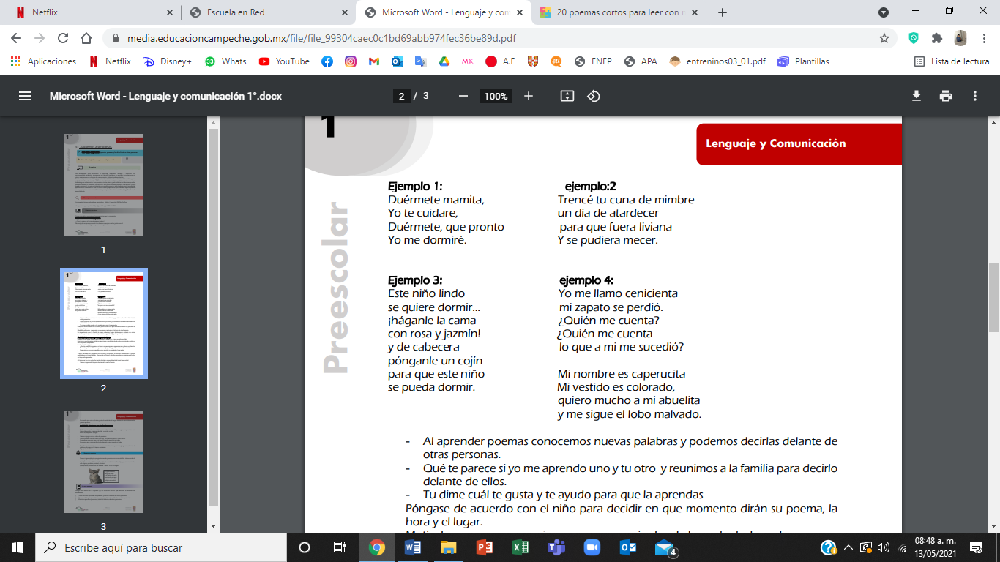 Netflix
Escuela en Red
Microsoft Word - Lenguaje y com
20 poemas cortos para leer con n
media.educacioncampeche.gob.mx/file/file_99304caec0c1bd69abb974fec36be89d.pdf
Aplicaciones
Netflix
Disney+
33
Whats
YouTube
MK
A.E
ENEP
APA
entreninos03_01.pdf
Plantillas
Lista de lectura
Microsoft Word - Lenguaje y comunicación 1°.docx
2 / 3
100%
1
2
3
1
Lenguaje y Comunicación
Preescolar
Ejemplo 1:
Duérmete mamita,
Yo te cuidare,
Duérmete, que pronto
Yo me dormiré.
ejemplo:2
Trencé tu cuna de mimbre
un día de atardecer
para que fuera liviana
Y se pudiera mecer.
Ejemplo 3:
Este niño lindo
se quiere dormir...
¡háganle la cama
con rosa y jazmín!
y de cabecera
pónganle un cojín
para que este niño
se pueda dormir.
ejemplo 4:
Yo me llamo cenicienta
mi zapato se perdió.
¿Quién me cuenta?
¿Quién me cuenta
lo que a mi me sucedió?
Mi nombre es caperucita
Mi vestido es colorado,
quiero mucho a mi abuelita
y me sigue el lobo malvado.
- Al aprender poemas conocemos nuevas palabras y podemos decirlas delante de
otras personas.
- Qué te parece si yo me aprendo uno y tu otro y reunimos a la familia para decirlo
delante de ellos.
- Tu dime cuál te gusta y te ayudo para que la aprendas
Póngase de acuerdo con el niño para decidir en que momento dirán su poema, la
hora y el lugar.
Escribe aquí para buscar
4
08:48 a. m.
13/05/2021